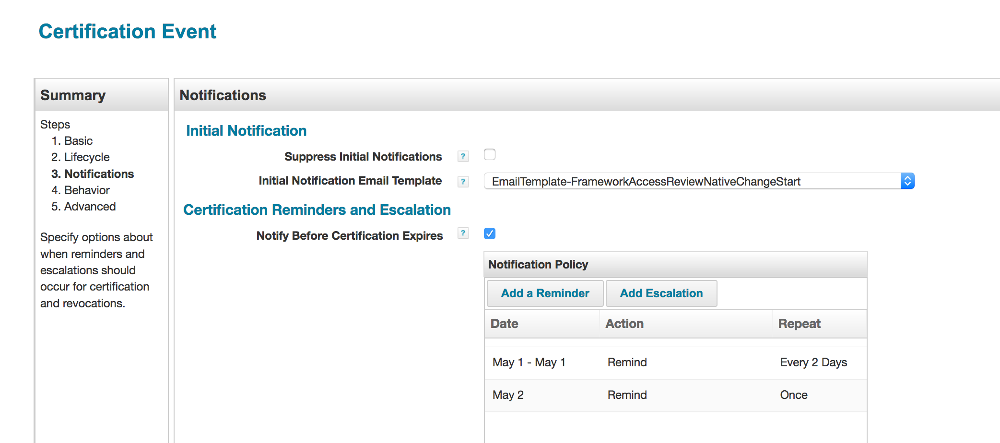 Certification Event
Summary
Steps
1. Basic
2. Lifecycle
3. Notifications
4. Behavior
5. Advanced
Specify options about
when reminders and
escalations should
occur for certification
and revocations.
Notifications
Initial Notification
Suppress Initial Notifications ?
Initial Notification Email Template ? EmailTemplate-FrameworkAccessReviewNativeChangeStart
Certification Reminders and Escalation
Notify Before Certification Expires ?
Notification Policy
Add a Reminder Add Escalation
Date Action Repeat
May 1 - May 1 Remind Every 2 Days
May 2 Remind Once